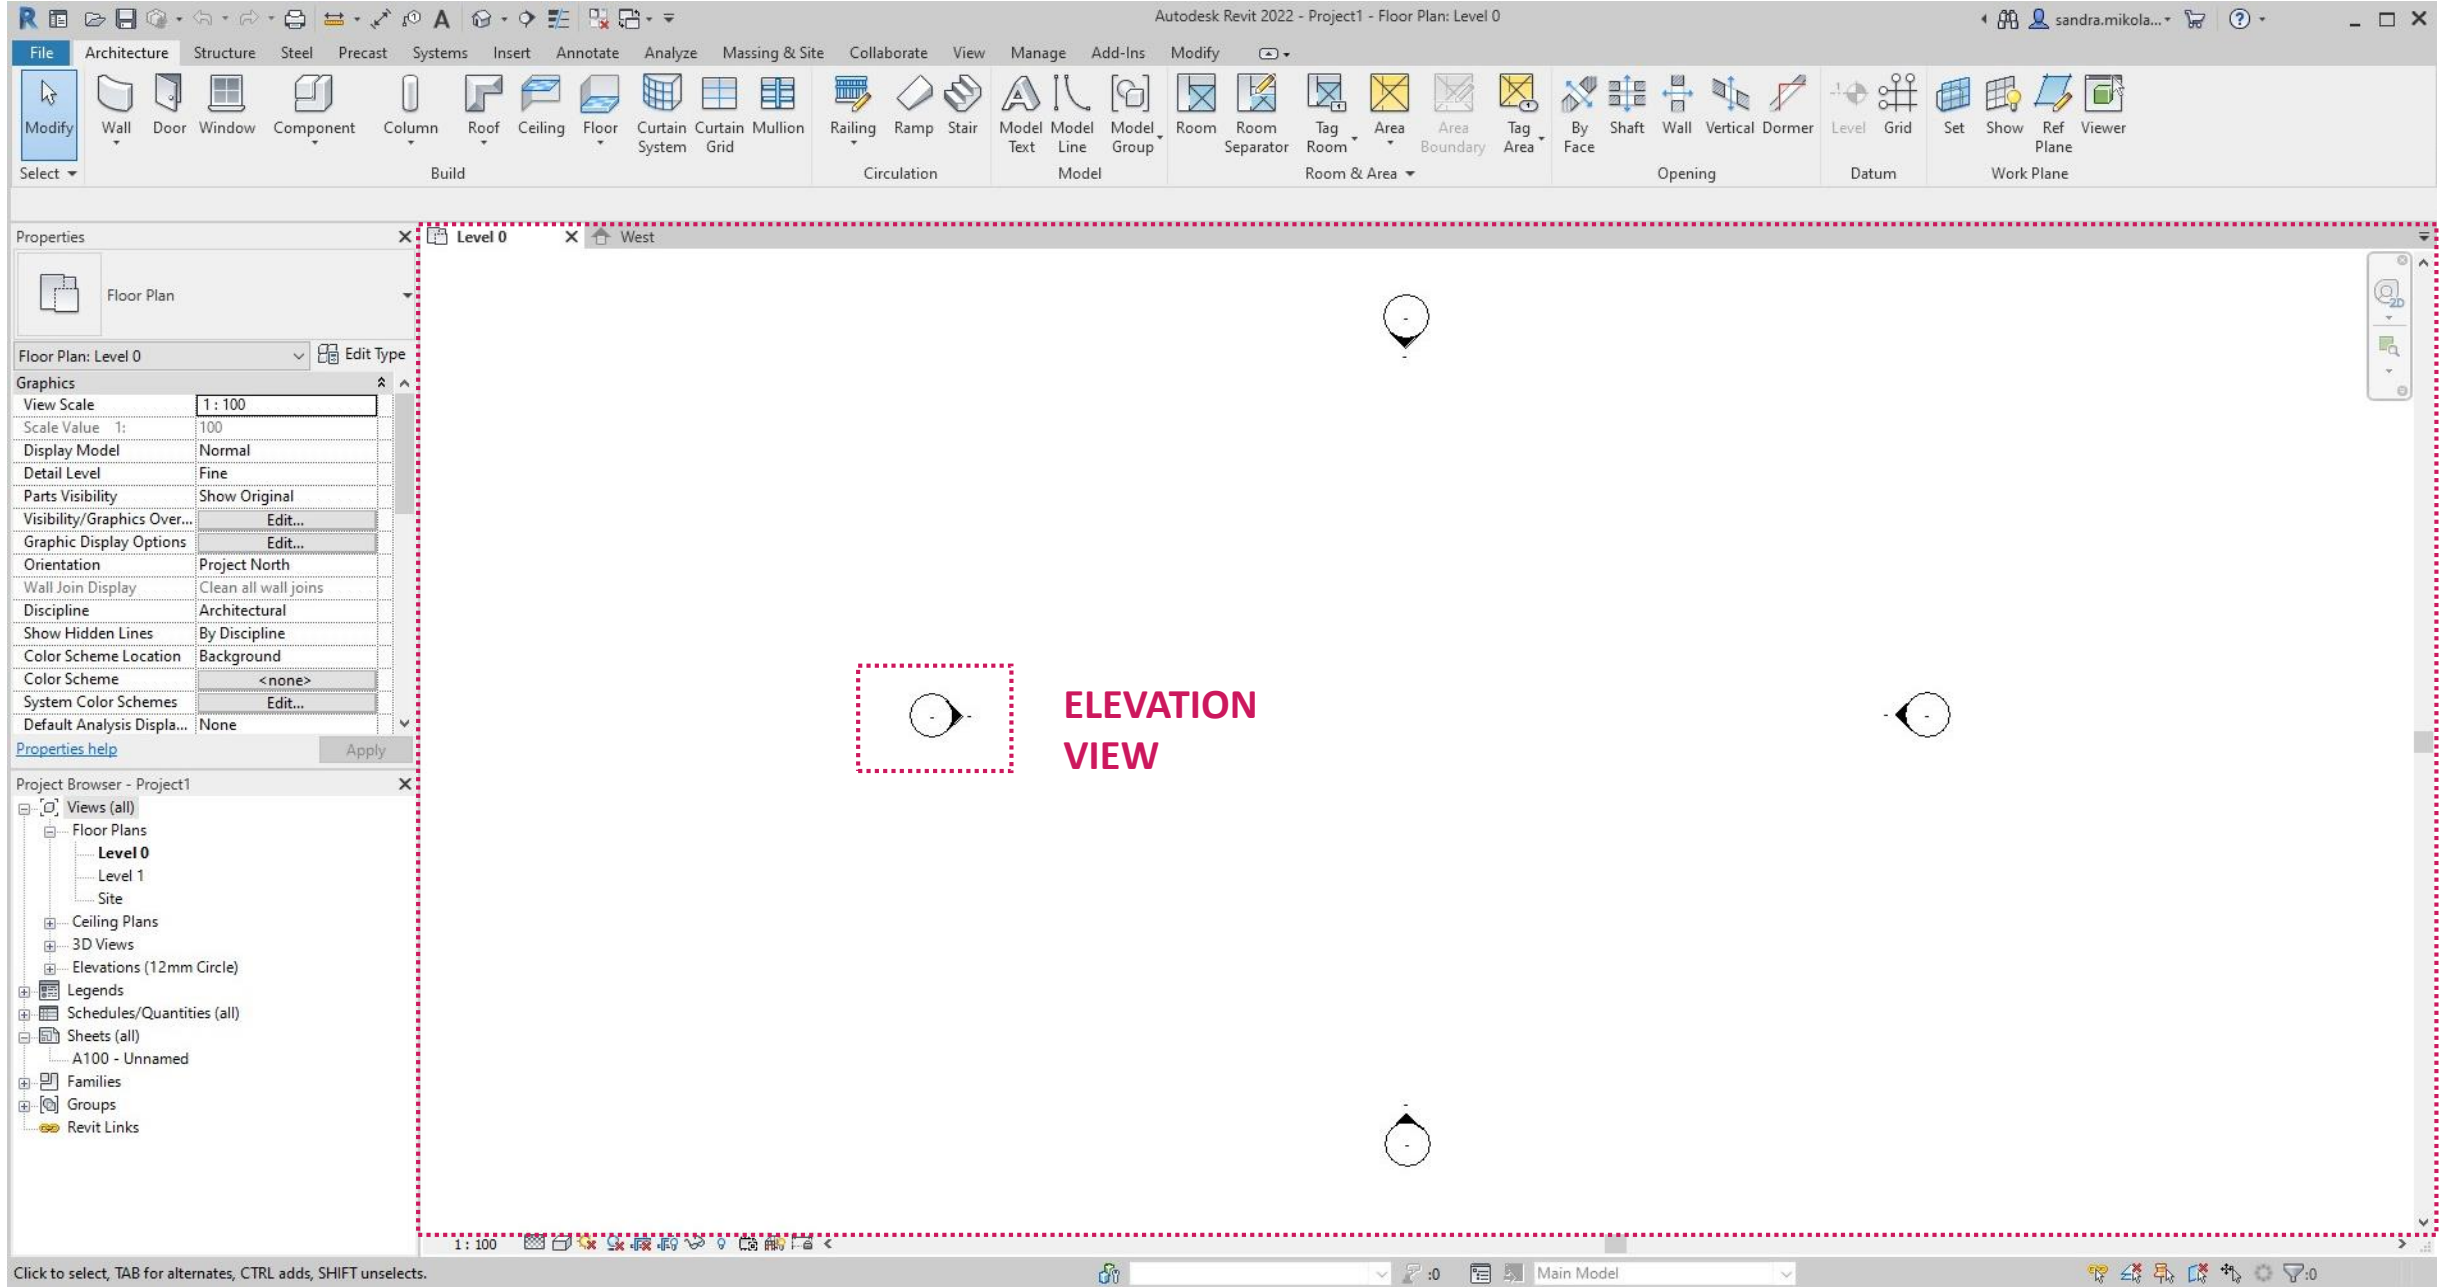 Autodesk Revit 2022 - Project1 - Floor Plan: Level 0
sandra.mikola...
File Architecture Structure Steel Precast Systems Insert Annotate Analyze Massing & Site Collaborate View Manage Add-Ins Modify
Modify Wall Door Window Component Column Roof Ceiling Floor Curtain System Curtain Grid Mullion Railing Ramp Stair Model Text Model Line Model Group Room Room Separator Tag Room Area Area Boundary Tag Area By Face Shaft Wall Vertical Dormer Level Grid Set Show Ref Plane Viewer
Select Build Circulation Model Room & Area Opening Datum Work Plane
Properties
Level 0 West
2D
Floor Plan
Floor Plan: Level 0 Edit Type
Graphics
View Scale 1 : 100
Scale Value 1: 100
Display Model Normal
Detail Level Fine
Parts Visibility Show Original
Visibility/Graphics Over... Edit...
Graphic Display Options Edit...
Orientation Project North
Wall Join Display Clean all wall joins
Discipline Architectural
Show Hidden Lines By Discipline
Color Scheme Location Background
Color Scheme <none>
System Color Schemes Edit...
Default Analysis Displa... None
Properties help Apply
ELEVATION
VIEW
Project Browser - Project1
Views (all)
Floor Plans
Level 0
Level 1
Site
Ceiling Plans
3D Views
Elevations (12mm Circle)
Legends
Schedules/Quantities (all)
Sheets (all)
A100 - Unnamed
Families
Groups
Revit Links
1 : 100
Click to select, TAB for alternates, CTRL adds, SHIFT unselects.
:0
Main Model
:0